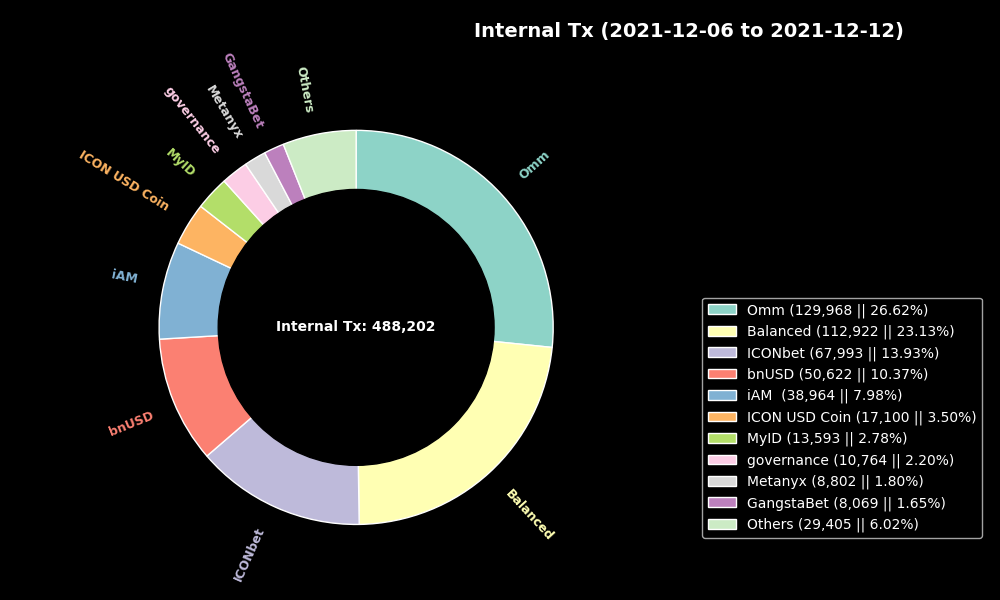 Internal Tx (2021-12-06 to 2021-12-12)
Others
GangstaBet
Metanyx
governance
MyID
ICON USD Coin
iAM
bnUSD
ICONbet
Balanced
Omm
Internal Tx: 488,202
Omm (129,968 || 26.62%)
Balanced (112,922 || 23.13%)
ICONbet (67,993 || 13.93%)
bnUSD (50,622 || 10.37%)
iAM  (38,964 || 7.98%)
ICON USD Coin (17,100 || 3.50%)
MyID (13,593 || 2.78%)
governance (10,764 || 2.20%)
Metanyx (8,802 || 1.80%)
GangstaBet (8,069 || 1.65%)
Others (29,405 || 6.02%)